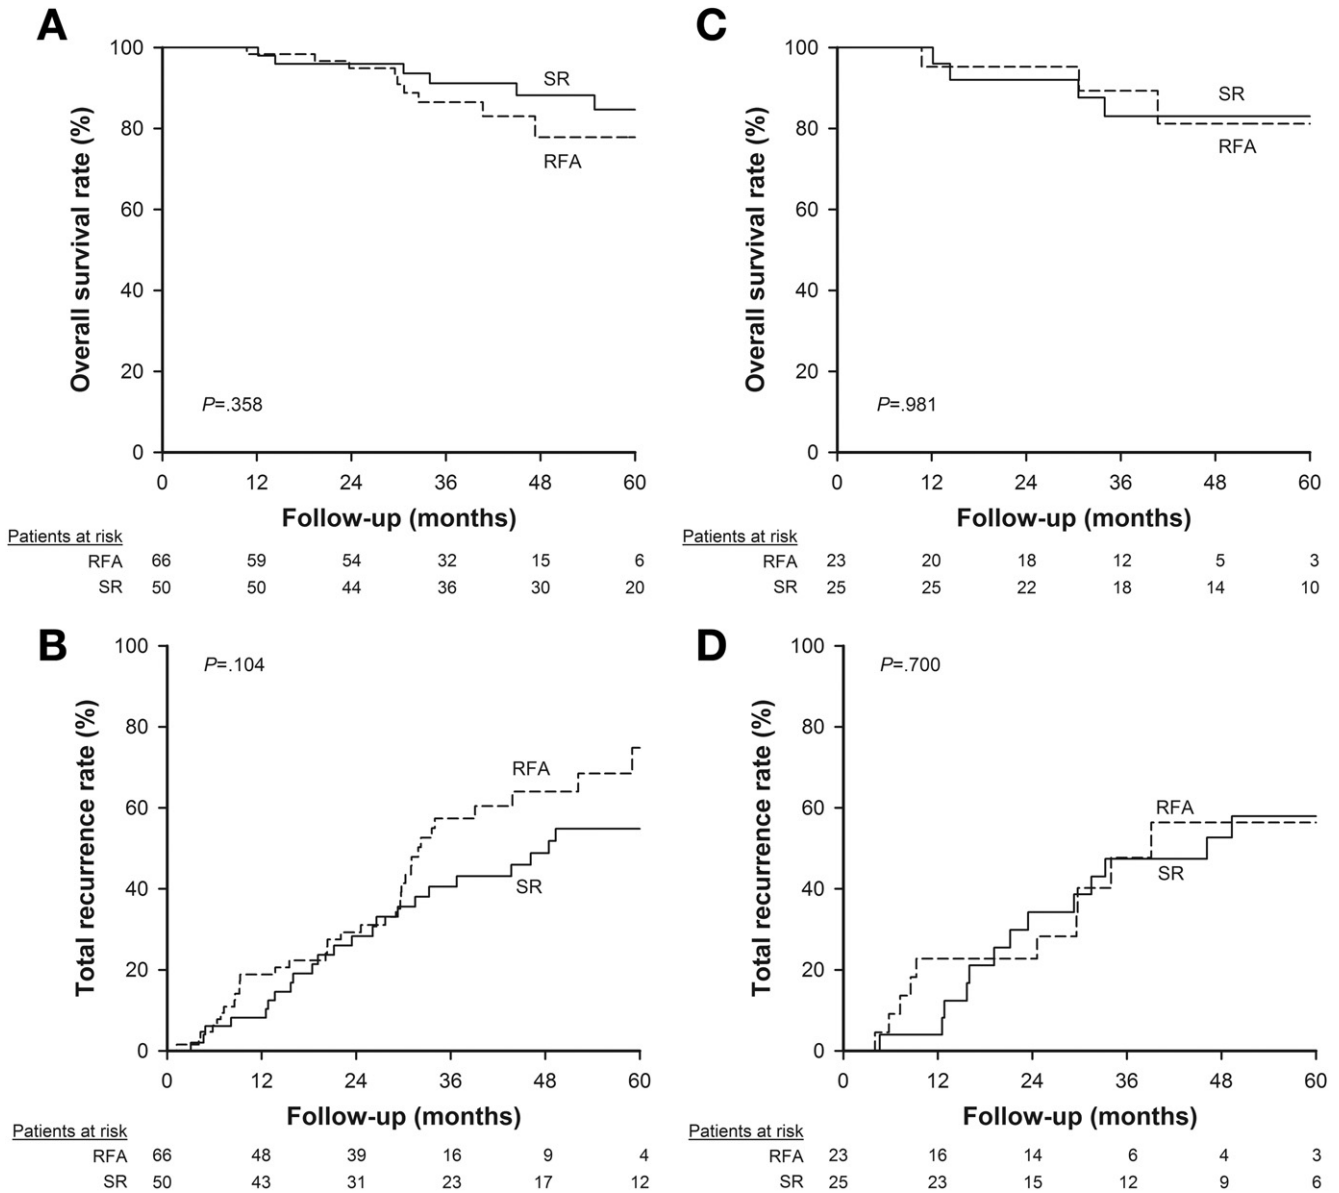 A
Overall survival rate (%)
100
80
60
40
20
0
SR
RFA
P=.358
0 12 24 36 48 60
Follow-up (months)
Patients at risk
RFA 66 59 54 32 15 6
SR 50 50 44 36 30 20
C
Overall survival rate (%)
100
80
60
40
20
0
SR
RFA
P=.981
0 12 24 36 48 60
Follow-up (months)
Patients at risk
RFA 23 20 18 12 5 3
SR 25 25 22 18 14 10
B
Total recurrence rate (%)
100
80
60
40
20
0
P=.104
RFA
SR
0 12 24 36 48 60
Follow-up (months)
Patients at risk
RFA 66 48 39 16 9 4
SR 50 43 31 23 17 12
D
Total recurrence rate (%)
100
80
60
40
20
0
P=.700
RFA
SR
0 12 24 36 48 60
Follow-up (months)
Patients at risk
RFA 23 16 14 6 4 3
SR 25 23 15 12 9 6